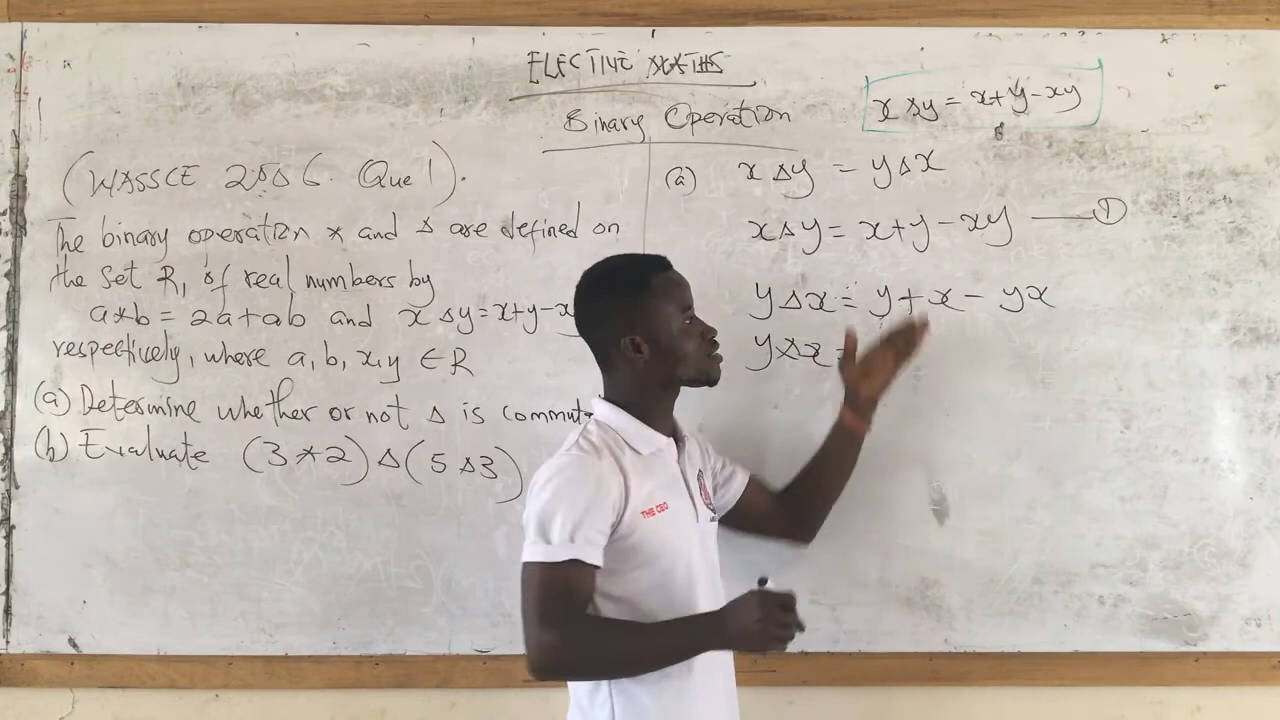 ELECTIVE MATHS
Binary Operation
x Δ y = x+y-xy
(WASSCE 2006. Que 1).
The binary operation * and Δ are defined on
the set R, of real numbers by
a*b = 2a+ab and x Δ y = x+y-x
respectively, where a, b, x, y ∈ R
(a) Determine whether or not Δ is commut
(b) Evaluate (3*2) Δ (5 Δ 3)
(a) x Δ y = y Δ x
x Δ y = x+y - xy —— ①
y Δ x = y + x - yx
y Δ x =
THE CEO